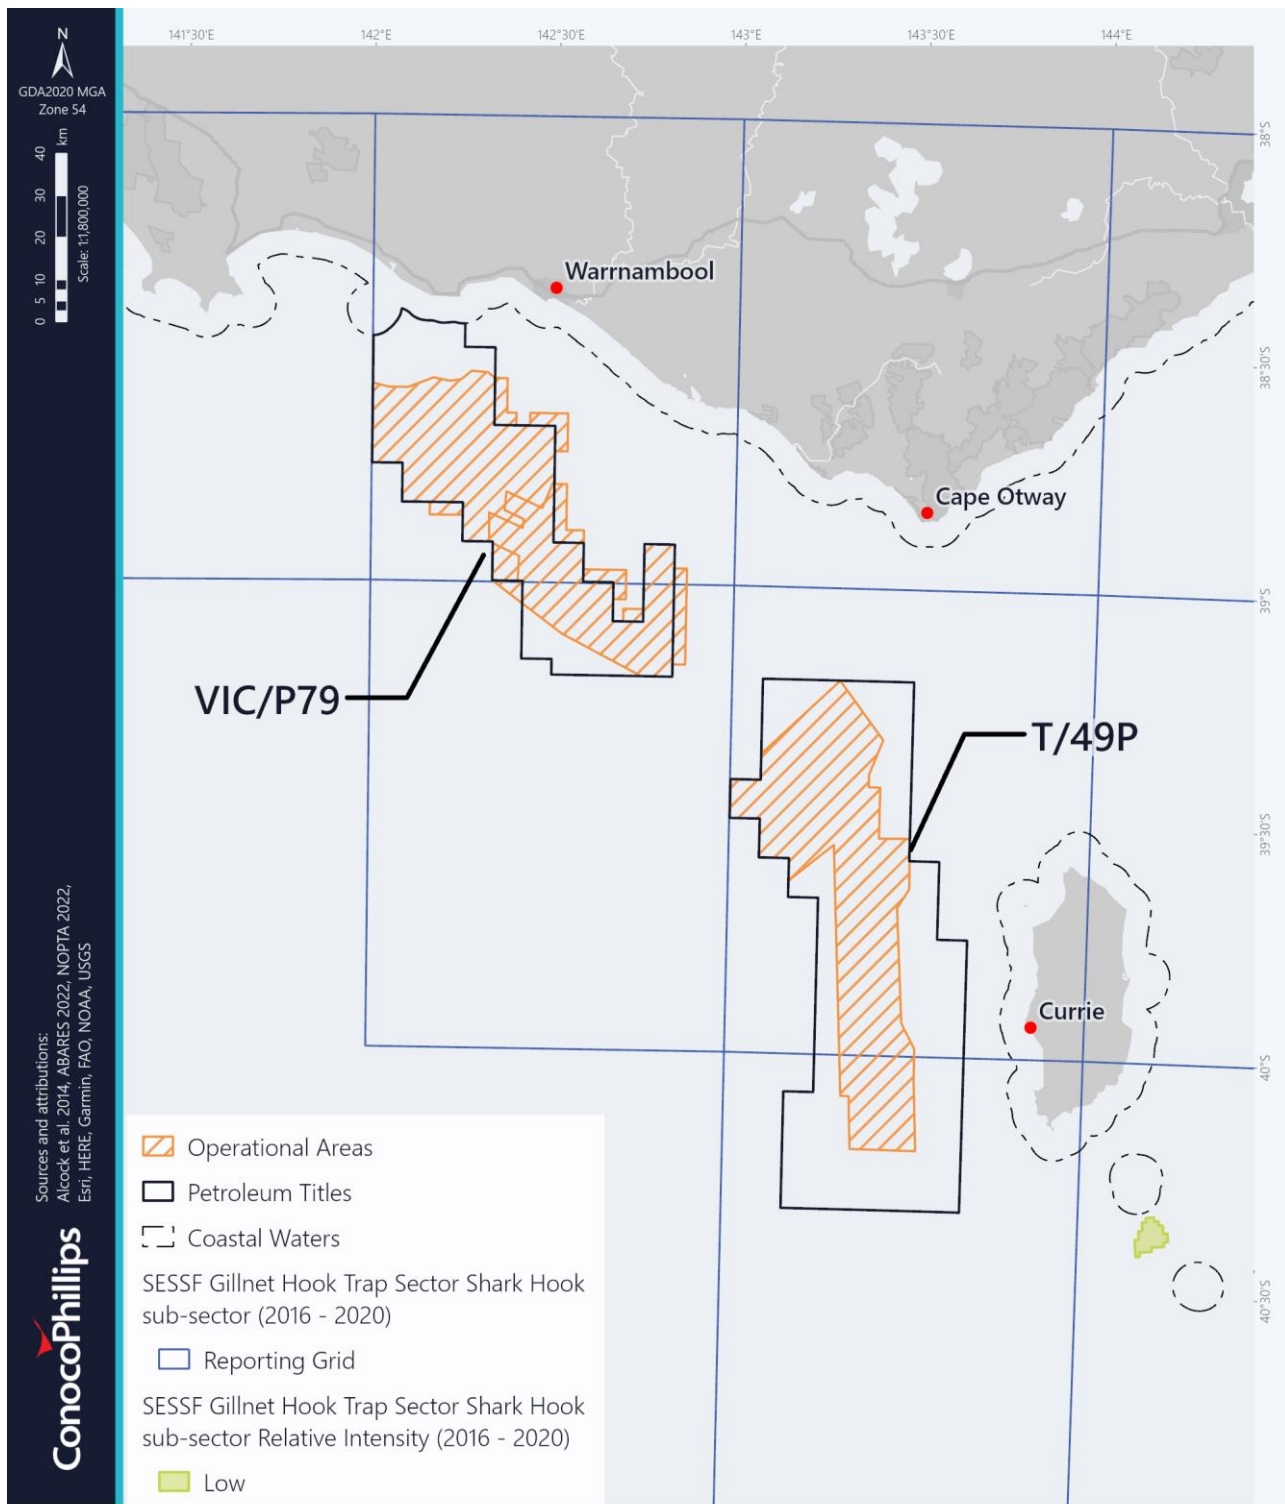 141°30'E
142°E
142°30'E
143°E
143°30'E
144°E
N
GDA2020 MGA
Zone 54
km
40
30
20
10
5
0
Scale: 1:1,800,000
38°S
38°30'S
39°S
39°30'S
40°S
40°30'S
Warrnambool
Cape Otway
VIC/P79
T/49P
Currie
Sources and attributions:
Alcock et al. 2014, ABARES 2022, NOPTA 2022,
Esri, HERE, Garmin, FAO, NOAA, USGS
ConocoPhillips
Operational Areas
Petroleum Titles
Coastal Waters
SESSF Gillnet Hook Trap Sector Shark Hook
sub-sector (2016 - 2020)
Reporting Grid
SESSF Gillnet Hook Trap Sector Shark Hook
sub-sector Relative Intensity (2016 - 2020)
Low